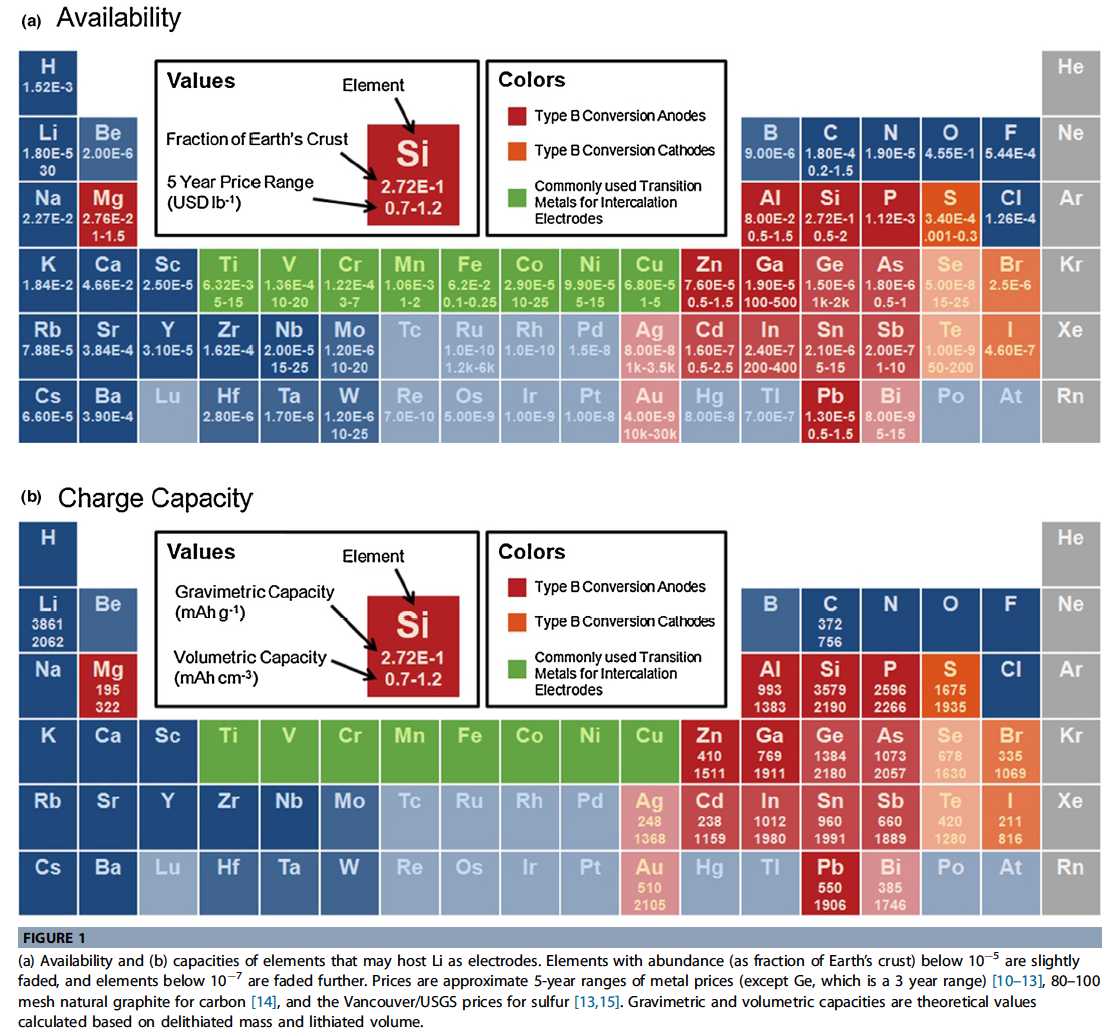 (a) Availability
H
1.52E-3
He
Values
Element
Fraction of Earth's Crust
5 Year Price Range
(USD lb-1)
Si
2.72E-1
0.7-1.2
Colors
Type B Conversion Anodes
Type B Conversion Cathodes
Commonly used Transition
Metals for Intercalation
Electrodes
Li Be B C N O F Ne
1.80E-5 2.00E-6 9.00E-6 1.80E-4 1.90E-5 4.55E-1 5.44E-4
30 0.2-1.5
Na Mg Al Si P S Cl Ar
2.27E-2 2.76E-2 8.00E-2 2.72E-1 1.12E-3 3.40E-4 1.26E-4
1-1.5 0.5-1.5 0.5-2 .001-0.3
K Ca Sc Ti V Cr Mn Fe Co Ni Cu Zn Ga Ge As Se Br Kr
1.84E-2 4.66E-2 2.50E-5 6.32E-3 1.36E-4 1.22E-4 1.06E-3 6.2E-2 2.90E-5 9.90E-5 6.80E-5 7.60E-5 1.90E-5 1.50E-6 1.80E-6 5.00E-8 2.5E-6
5-15 10-20 3-7 1-2 0.1-0.25 10-25 5-15 1-5 0.5-1.5 100-500 1k-2k 0.5-1 15-25
Rb Sr Y Zr Nb Mo Tc Ru Rh Pd Ag Cd In Sn Sb Te I Xe
7.88E-5 3.84E-4 3.10E-5 1.62E-4 2.00E-5 1.20E-6 1.0E-10 1.0E-10 1.5E-8 8.00E-8 1.60E-7 2.40E-7 2.10E-6 2.00E-7 1.00E-9 4.60E-7
15-25 10-20 1.2k-6k 1k-3.5k 0.5-2.5 200-400 5-15 1-10 50-200
Cs Ba Lu Hf Ta W Re Os Ir Pt Au Hg Tl Pb Bi Po At Rn
6.60E-5 3.90E-4 2.80E-6 1.70E-6 1.20E-6 7.0E-10 5.00E-9 1.00E-9 1.00E-8 4.00E-9 8.00E-8 7.00E-7 1.30E-5 8.00E-9
10-25 10k-30k 0.5-1.5 5-15
(b) Charge Capacity
H
He
Values
Element
Gravimetric Capacity
(mAh g-1)
Volumetric Capacity
(mAh cm-3)
Si
2.72E-1
0.7-1.2
Colors
Type B Conversion Anodes
Type B Conversion Cathodes
Commonly used Transition
Metals for Intercalation
Electrodes
Li Be B C N O F Ne
3861 372
2062 756
Na Mg Al Si P S Cl Ar
195 993 3579 2596 1675
322 1383 2190 2266 1935
K Ca Sc Ti V Cr Mn Fe Co Ni Cu Zn Ga Ge As Se Br Kr
410 769 1384 1073 678 335
1511 1911 2180 2057 1630 1069
Rb Sr Y Zr Nb Mo Tc Ru Rh Pd Ag Cd In Sn Sb Te I Xe
248 238 1012 960 660 420 211
1368 1159 1980 1991 1889 1280 816
Cs Ba Lu Hf Ta W Re Os Ir Pt Au Hg Tl Pb Bi Po At Rn
510 550 385
2105 1906 1746
FIGURE 1
(a) Availability and (b) capacities of elements that may host Li as electrodes. Elements with abundance (as fraction of Earth's crust) below 10−5 are slightly
faded, and elements below 10−7 are faded further. Prices are approximate 5-year ranges of metal prices (except Ge, which is a 3 year range) [10–13], 80–100
mesh natural graphite for carbon [14], and the Vancouver/USGS prices for sulfur [13,15]. Gravimetric and volumetric capacities are theoretical values
calculated based on delithiated mass and lithiated volume.